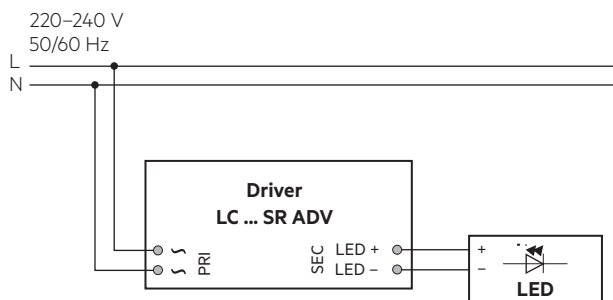 220–240 V
50/60 Hz
L
N
Driver
LC ... SR ADV
~ PRI SEC LED +
~ LED –
+
–
LED